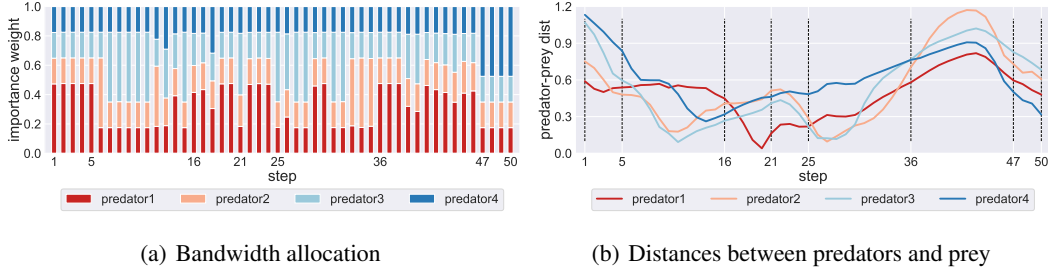 1.0
0.8
0.6
0.4
0.2
0.0
importance weight
1 5 16 21 25 36 47 50
step
predator1 predator2 predator3 predator4
(a) Bandwidth allocation
1.2
0.9
0.6
0.3
0.0
predator-prey dist
1 5 16 21 25 36 47 50
step
predator1 predator2 predator3 predator4
(b) Distances between predators and prey